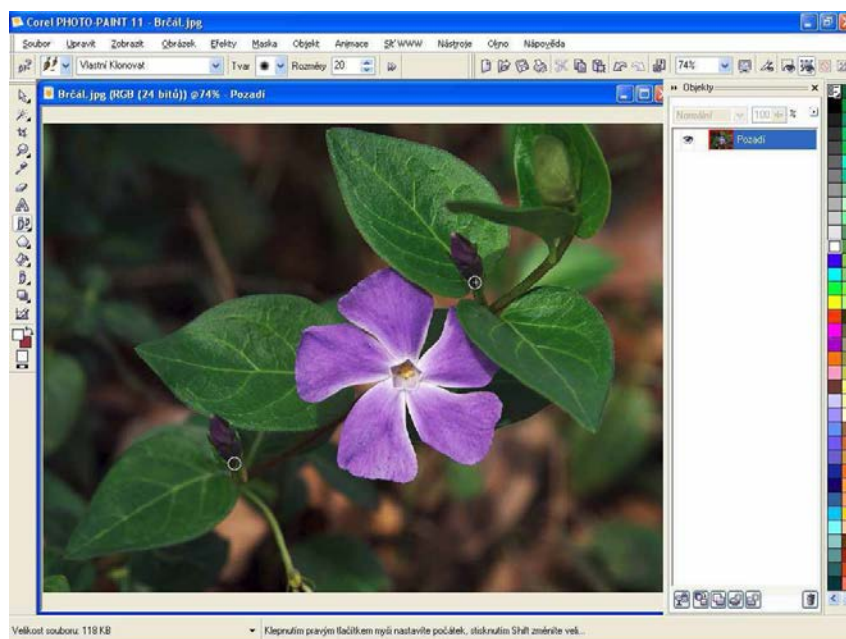 Corel PHOTO-PAINT 11 - Brčál.jpg
Soubor Upravit Zobrazit Obrázek Efekty Maska Objekt Animace Síť WWW Nástroje Okno Nápověda
Vlastní Klonovat Tvar Rozměry 20 74%
Brčál.jpg (RGB (24 bitů)) @74% - Pozadí
Objekty
Normální 100 %
Pozadí
Velikost souboru: 118 KB Klepnutím pravým tlačítkem myši nastavíte počátek, stisknutím Shift změníte veli...